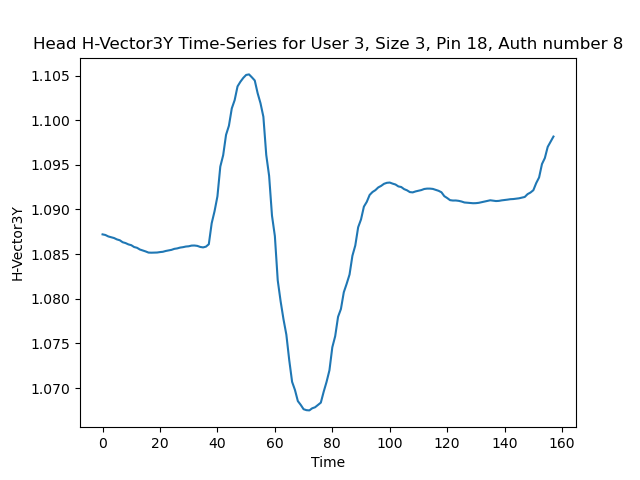 Head H-Vector3Y Time-Series for User 3, Size 3, Pin 18, Auth number 8
1.105
1.100
1.095
1.090
1.085
1.080
1.075
1.070
H-Vector3Y
0 20 40 60 80 100 120 140 160
Time